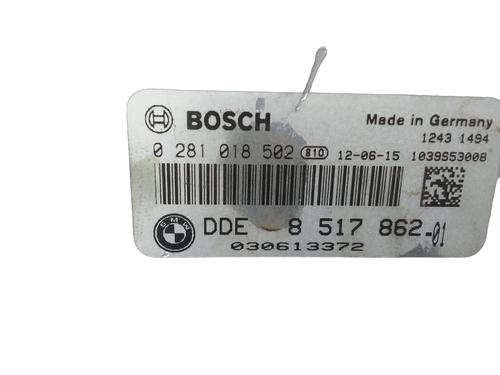 BOSCH
Made in Germany
1243 1494
0 281 018 502 810 12-06-15 1039S53008
BMW
DDE 8 517 862-01
030613372